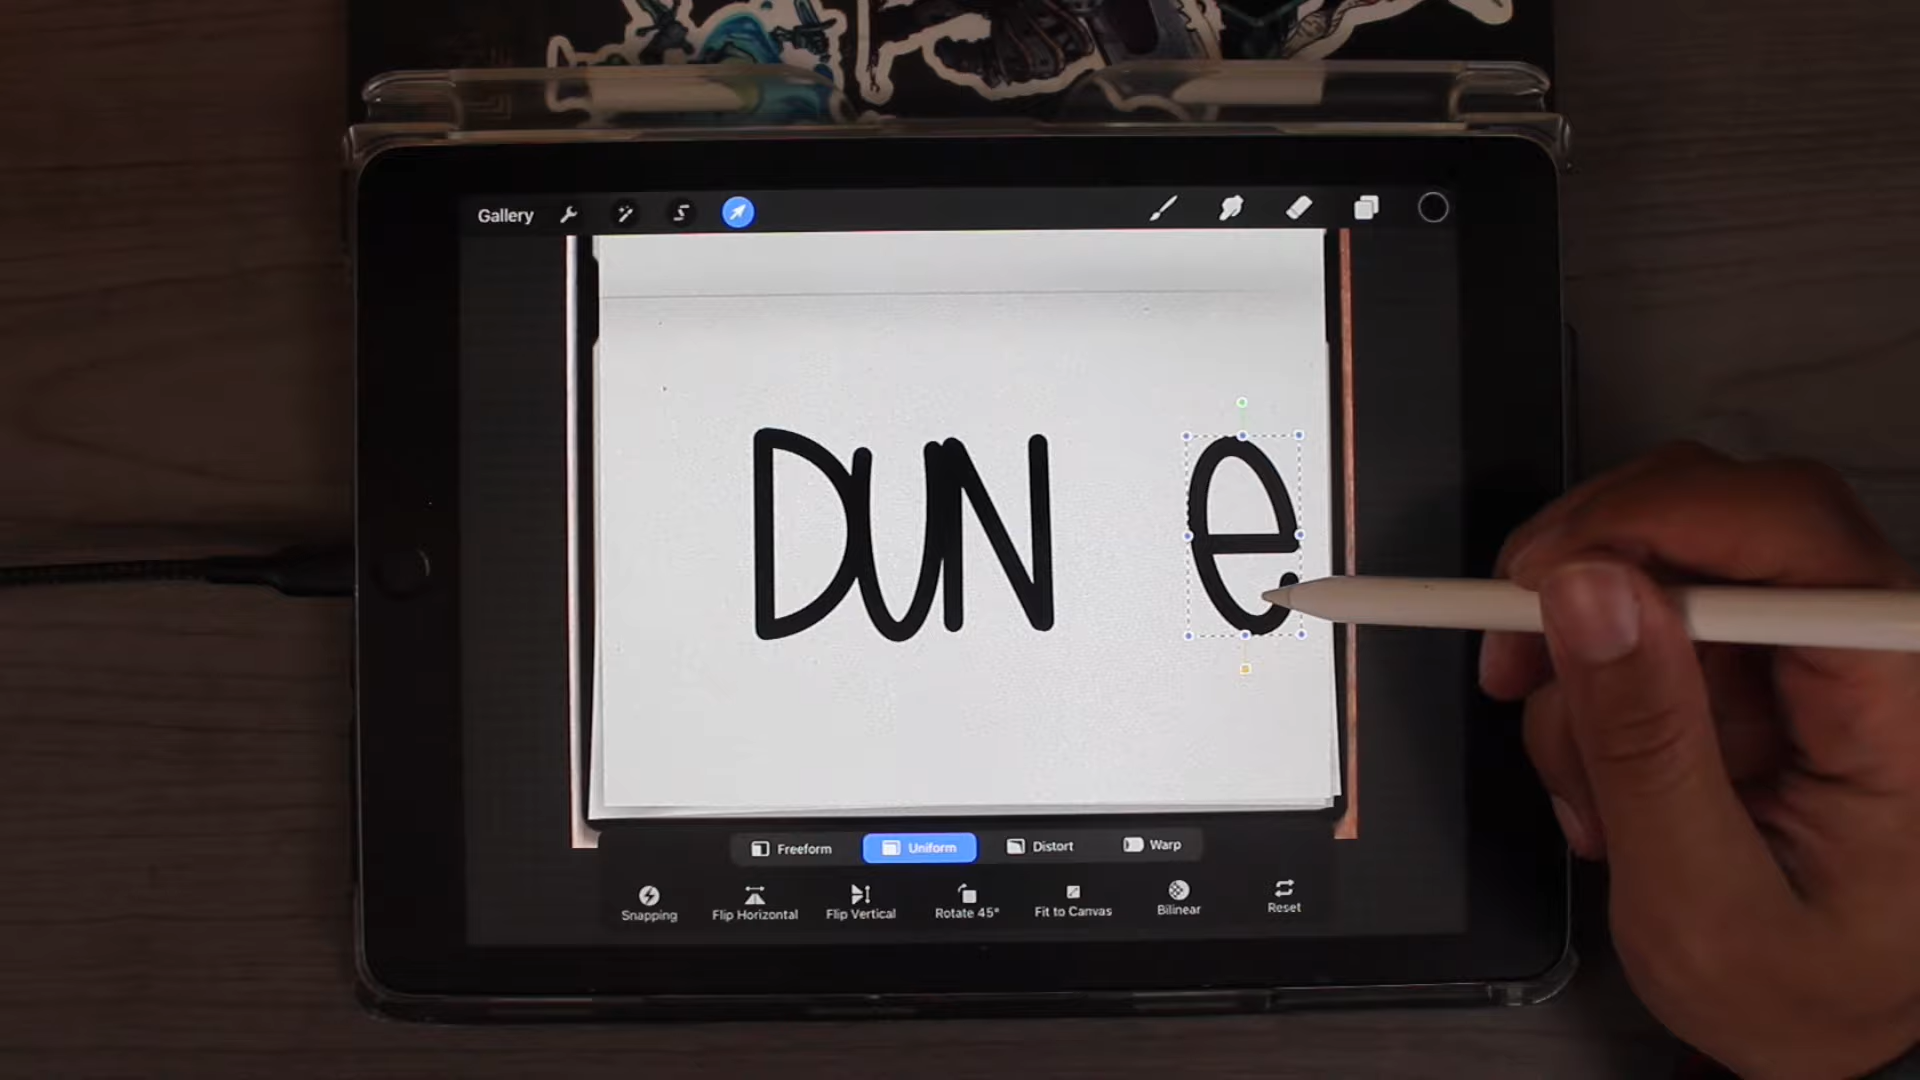 Gallery
DUN e
Freeform Uniform Distort Warp
Snapping Flip Horizontal Flip Vertical Rotate 45° Fit to Canvas Bilinear Reset